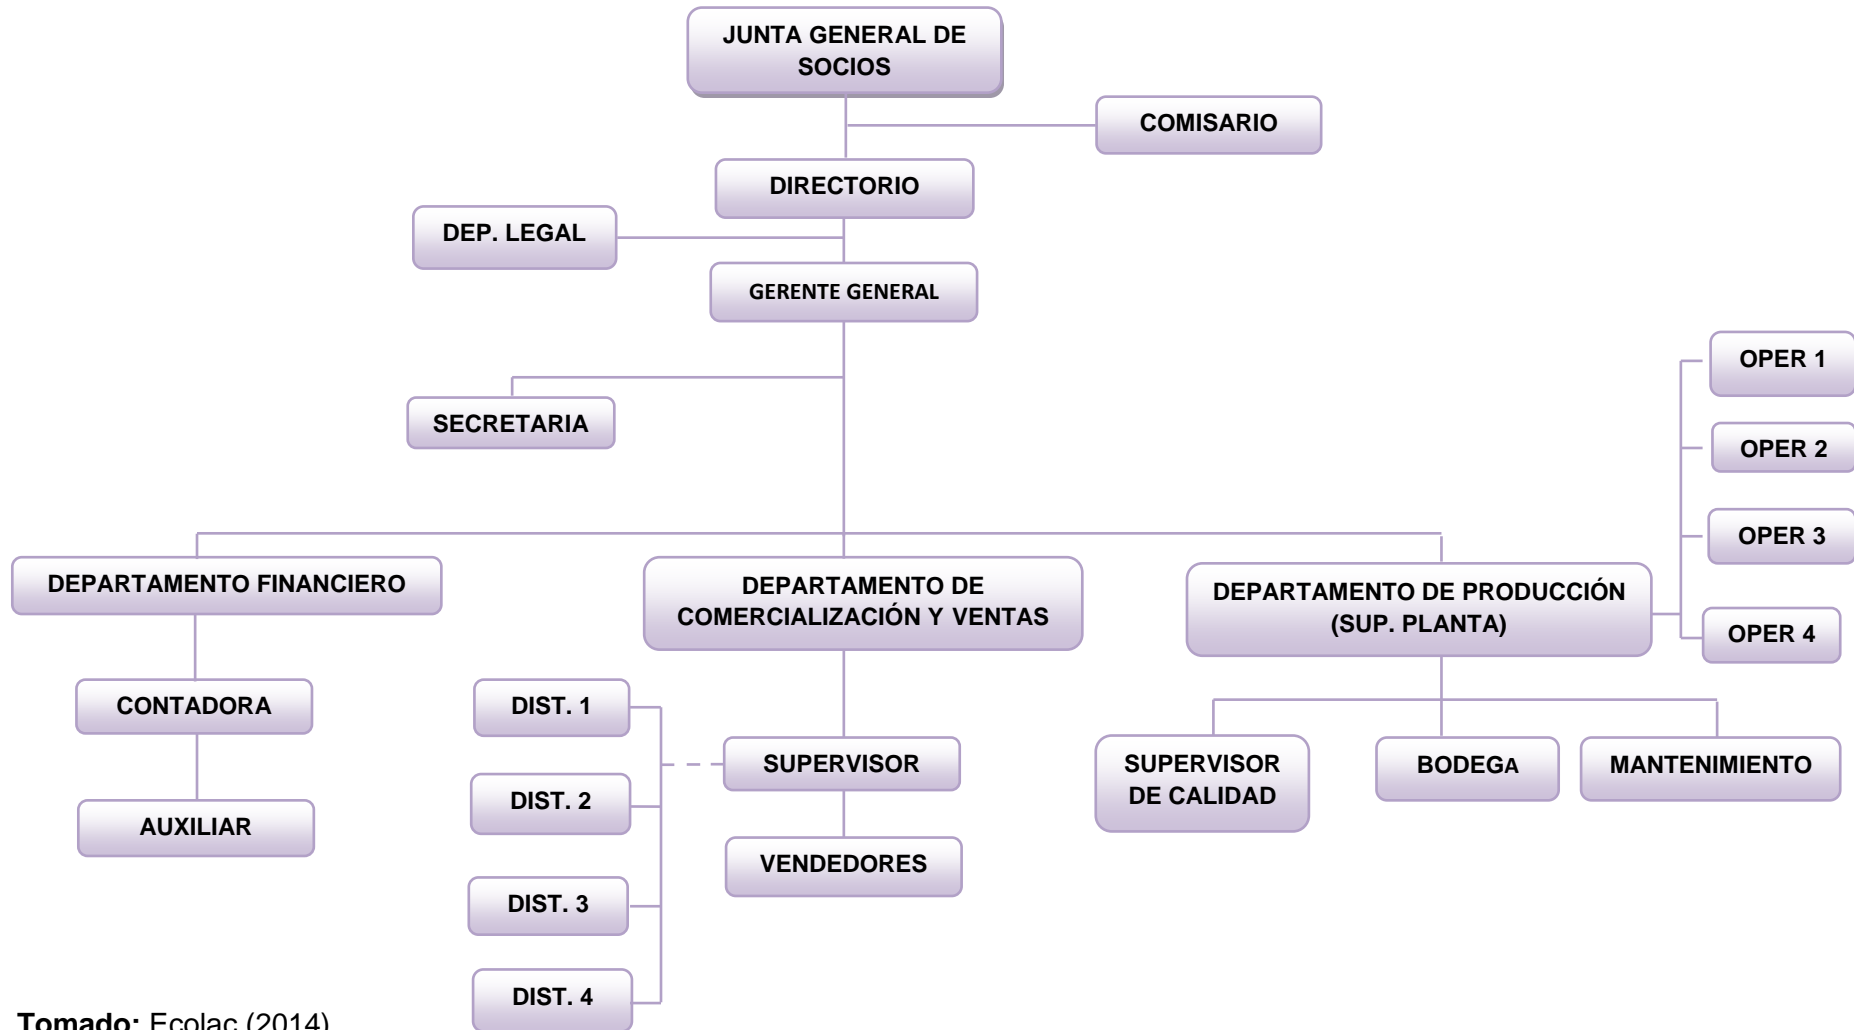 JUNTA GENERAL DE
SOCIOS
COMISARIO
DIRECTORIO
DEP. LEGAL
GERENTE GENERAL
SECRETARIA
OPER 1
OPER 2
OPER 3
OPER 4
DEPARTAMENTO FINANCIERO
DEPARTAMENTO DE
COMERCIALIZACIÓN Y VENTAS
DEPARTAMENTO DE PRODUCCIÓN
(SUP. PLANTA)
CONTADORA
AUXILIAR
DIST. 1
DIST. 2
DIST. 3
DIST. 4
SUPERVISOR
VENDEDORES
SUPERVISOR
DE CALIDAD
BODEGA
MANTENIMIENTO
Tomado: Ecolac (2014)